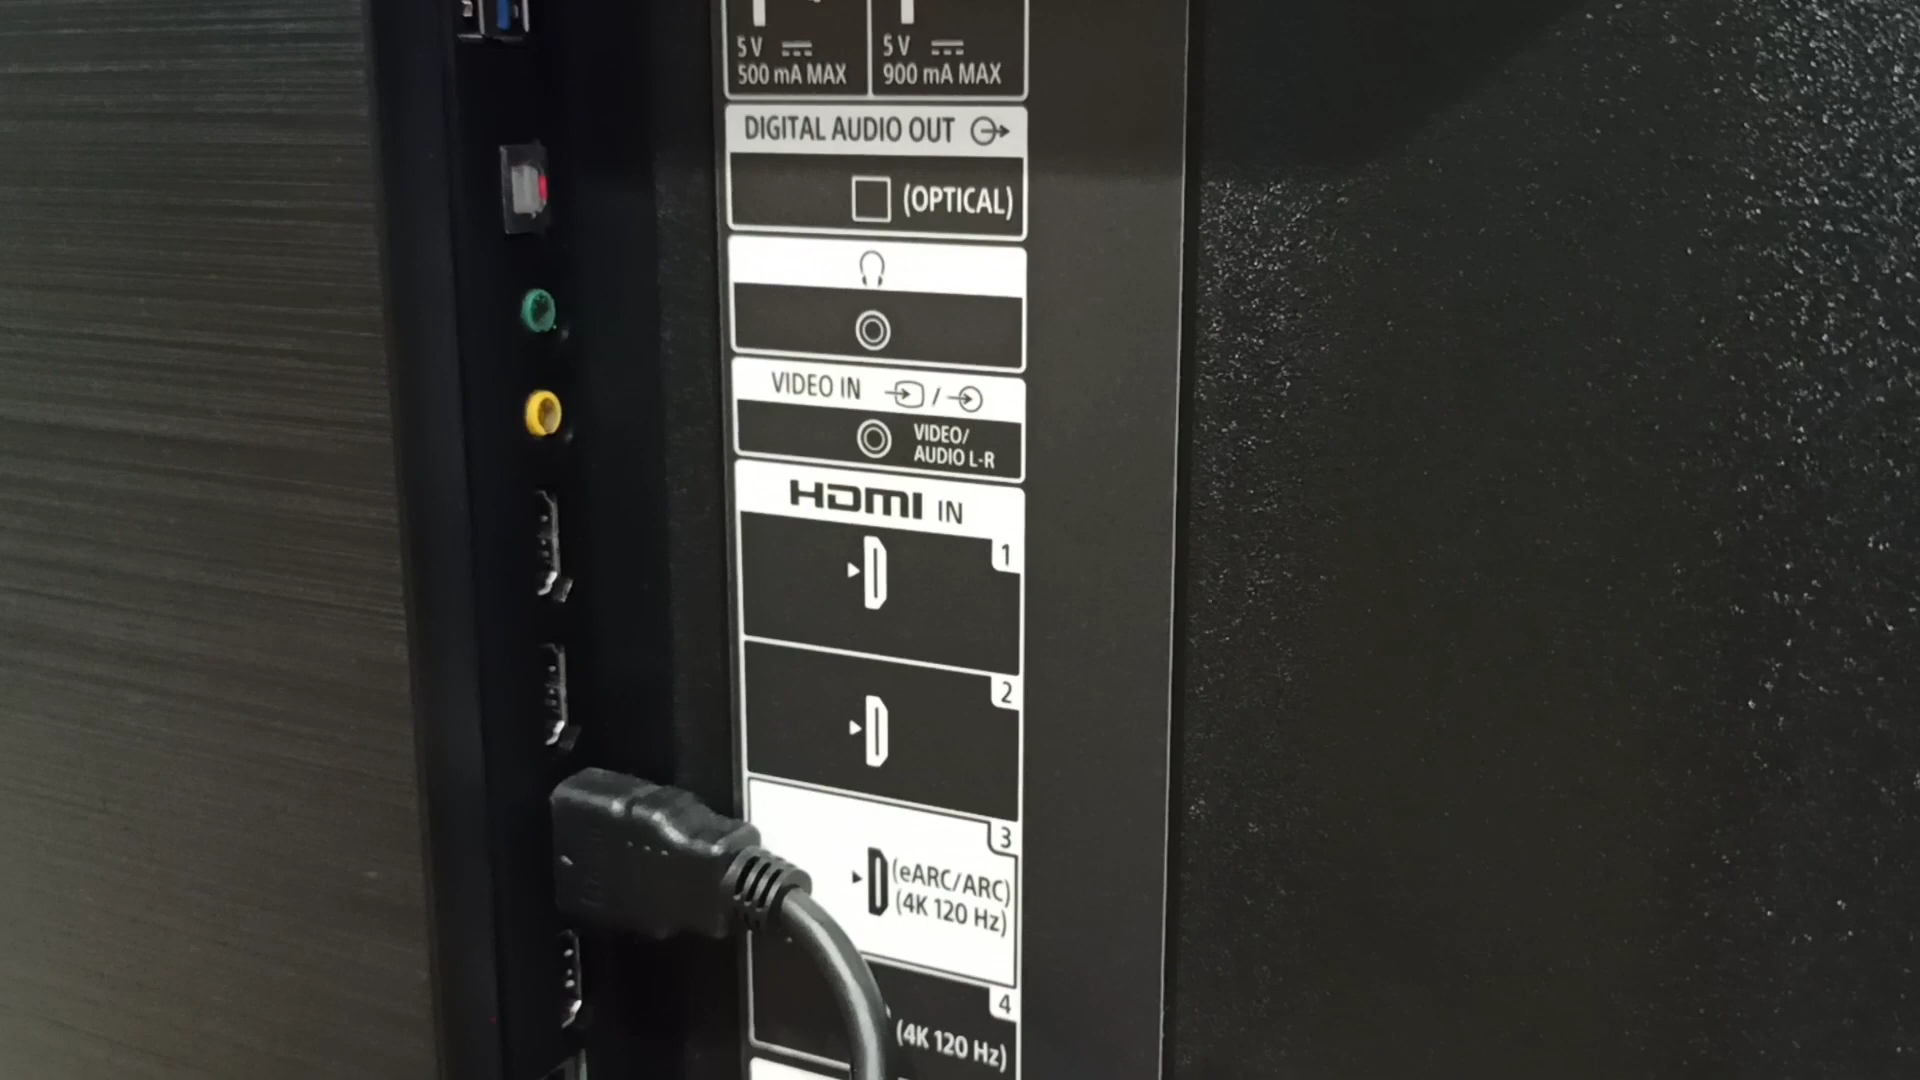 5 V
500 mA MAX
5 V
900 mA MAX
DIGITAL AUDIO OUT
(OPTICAL)
VIDEO IN /
VIDEO/
AUDIO L-R
HDMI IN
1
2
3
(eARC/ARC)
(4K 120 Hz)
4
(4K 120 Hz)